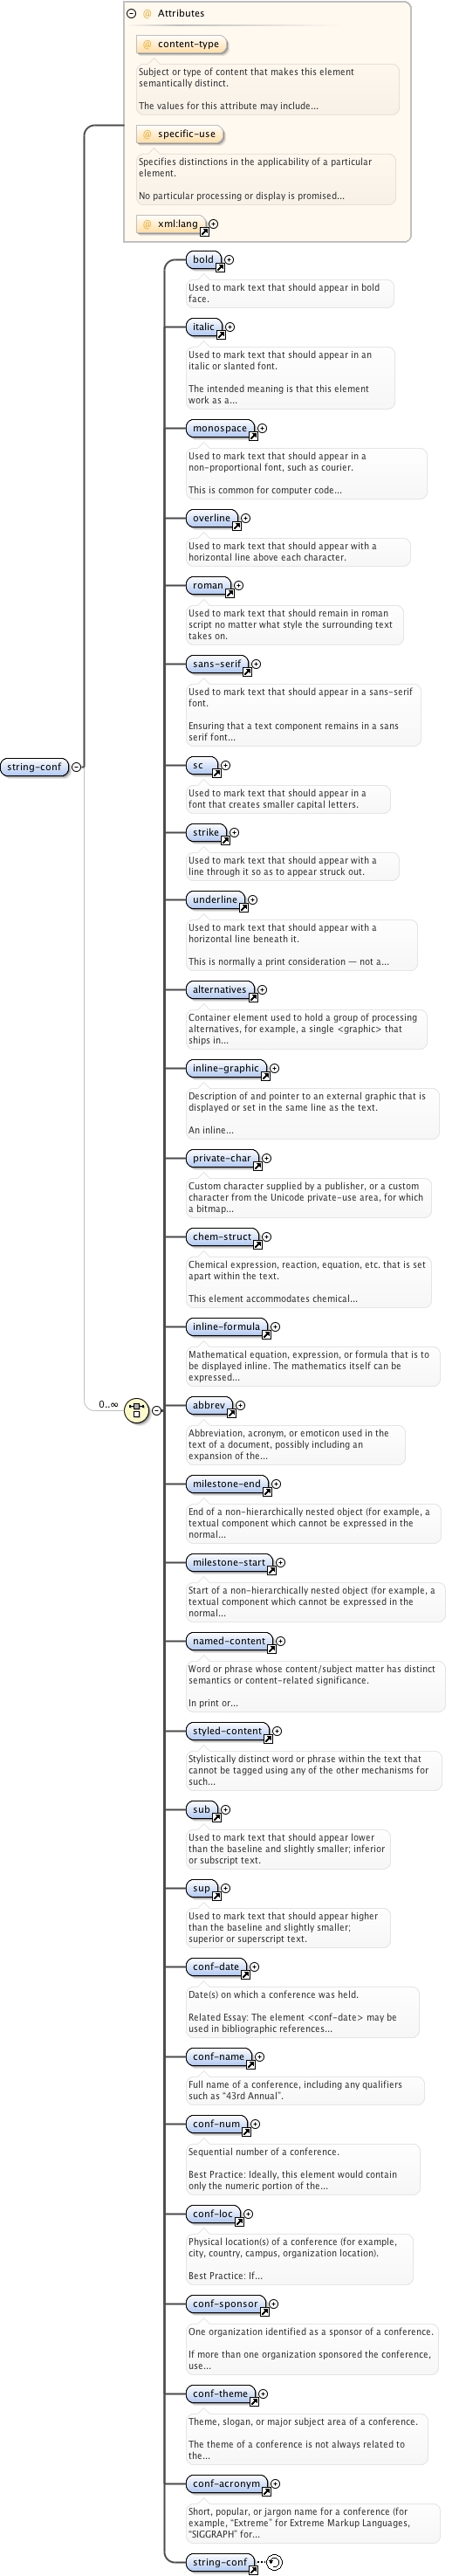 Attributes
@ content-type
Subject or type of content that makes this element
semantically distinct.
The values for this attribute may include...
@ specific-use
Specifies distinctions in the applicability of a particular
element.
No particular processing or display is promised...
@ xml:lang
bold
Used to mark text that should appear in bold
face.
italic
Used to mark text that should appear in an
italic or slanted font.
The intended meaning is that this element
work as a...
monospace
Used to mark text that should appear in a
non-proportional font, such as courier.
This is common for computer code...
overline
Used to mark text that should appear with a
horizontal line above each character.
roman
Used to mark text that should remain in roman
script no matter what style the surrounding text
takes on.
sans-serif
Used to mark text that should appear in a sans-serif
font.
Ensuring that a text component remains in a sans
serif font...
string-conf
sc
Used to mark text that should appear in a
font that creates smaller capital letters.
strike
Used to mark text that should appear with a
line through it so as to appear struck out.
underline
Used to mark text that should appear with a
horizontal line beneath it.
This is normally a print consideration — not a...
alternatives
Container element used to hold a group of processing
alternatives, for example, a single <graphic> that
ships in...
inline-graphic
Description of and pointer to an external graphic that is
displayed or set in the same line as the text.
An inline...
private-char
Custom character supplied by a publisher, or a custom
character from the Unicode private-use area, for which
a bitmap...
chem-struct
Chemical expression, reaction, equation, etc. that is set
apart within the text.
This element accommodates chemical...
inline-formula
Mathematical equation, expression, or formula that is to
be displayed inline. The mathematics itself can be
expressed...
0..∞
abbrev
Abbreviation, acronym, or emoticon used in the
text of a document, possibly including an
expansion of the...
milestone-end
End of a non-hierarchically nested object (for example, a
textual component which cannot be expressed in the
normal...
milestone-start
Start of a non-hierarchically nested object (for example, a
textual component which cannot be expressed in the
normal...
named-content
Word or phrase whose content/subject matter has distinct
semantics or content-related significance.
In print or...
styled-content
Stylistically distinct word or phrase within the text that
cannot be tagged using any of the other mechanisms for
such...
sub
Used to mark text that should appear lower
than the baseline and slightly smaller; inferior
or subscript text.
sup
Used to mark text that should appear higher
than the baseline and slightly smaller;
superior or superscript text.
conf-date
Date(s) on which a conference was held.
Related Essay: The element <conf-date> may be
used in bibliographic references...
conf-name
Full name of a conference, including any qualifiers
such as “43rd Annual”.
conf-num
Sequential number of a conference.
Best Practice: Ideally, this element would contain
only the numeric portion of the...
conf-loc
Physical location(s) of a conference (for example,
city, country, campus, organization location).
Best Practice: If...
conf-sponsor
One organization identified as a sponsor of a conference.
If more than one organization sponsored the conference,
use...
conf-theme
Theme, slogan, or major subject area of a conference.
The theme of a conference is not always related to
the...
conf-acronym
Short, popular, or jargon name for a conference (for
example, “Extreme” for Extreme Markup Languages,
“SIGGRAPH” for...
string-conf